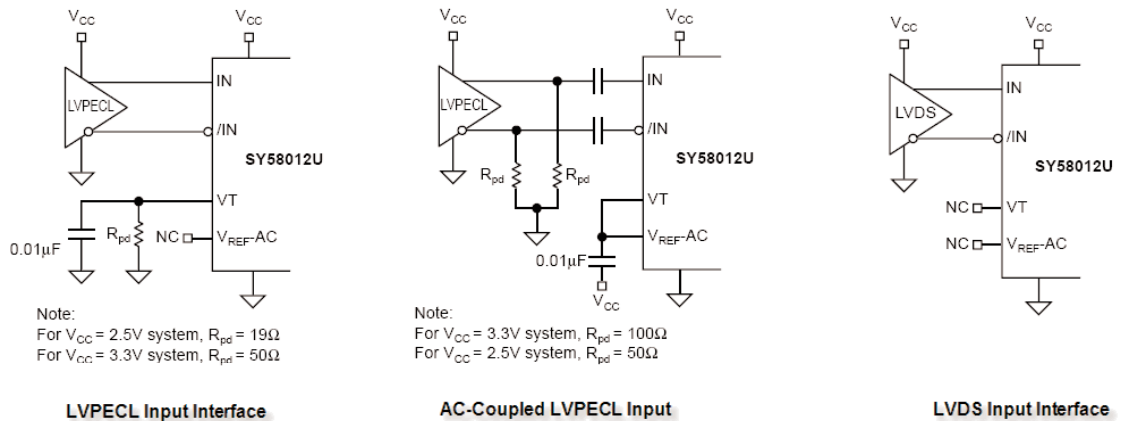 VCC
VCC
LVPECL
IN
/IN
SY58012U
VT
0.01μF
Rpd
NC
VREF-AC
Note:
For VCC = 2.5V system, Rpd = 19Ω
For VCC = 3.3V system, Rpd = 50Ω
LVPECL Input Interface
VCC
VCC
LVPECL
IN
/IN
SY58012U
Rpd
Rpd
VT
VREF-AC
0.01μF
VCC
Note:
For VCC = 3.3V system, Rpd = 100Ω
For VCC = 2.5V system, Rpd = 50Ω
AC-Coupled LVPECL Input
VCC
VCC
LVDS
IN
/IN
SY58012U
NC
VT
NC
VREF-AC
LVDS Input Interface